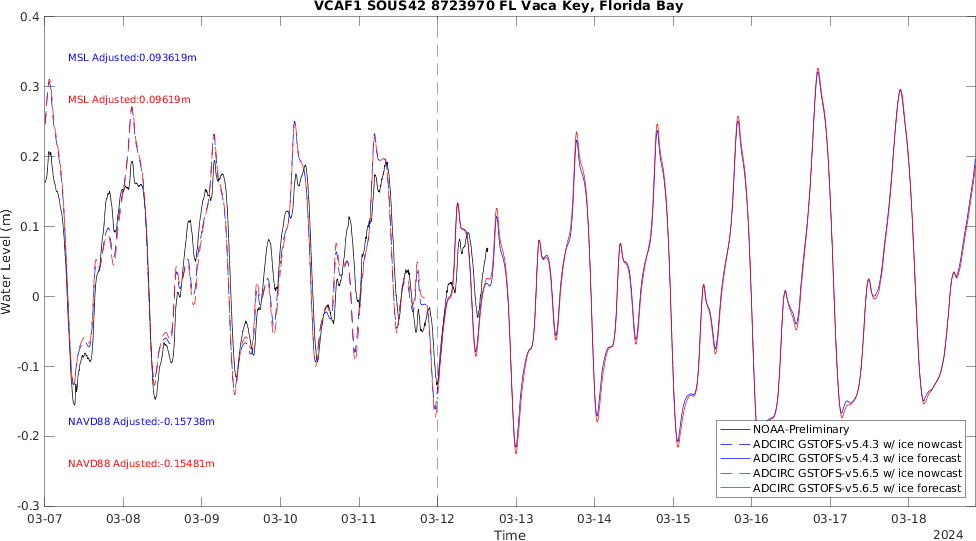 VCAF1 SOUS42 8723970 FL Vaca Key, Florida Bay
0.4
MSL Adjusted:0.093619m
0.3
MSL Adjusted:0.09619m
0.2
0.1
Water Level (m)
0
-0.1
NAVD88 Adjusted:-0.15738m
-0.2
NAVD88 Adjusted:-0.15481m
-0.3
NOAA-Preliminary
ADCIRC GSTOFS-v5.4.3 w/ ice nowcast
ADCIRC GSTOFS-v5.4.3 w/ ice forecast
ADCIRC GSTOFS-v5.6.5 w/ ice nowcast
ADCIRC GSTOFS-v5.6.5 w/ ice forecast
03-07 03-08 03-09 03-10 03-11 03-12 03-13 03-14 03-15 03-16 03-17 03-18
Time
2024